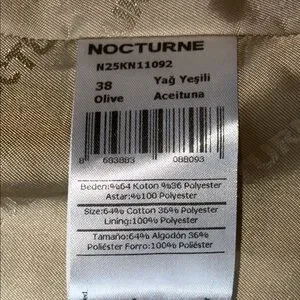 NOCTURNE
N25KN11092
38 Yağ Yeşili
Olive Aceituna
8 683883 088093
Beden:%64 Koton %36 Polyester
Astar:%100 Polyester
Size:64% Cotton 36% Polyester
Lining:100% Polyester
Tamaño:64% Algodón 36%
Poliéster Forro:100% Poliéster